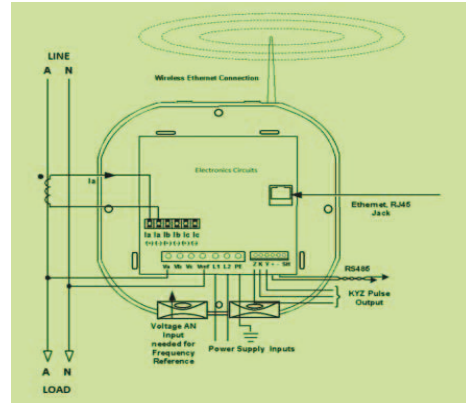 LINE
A N
Wireless Ethernet Connection
Electronics Circuits
Ia
Ethernet, RJ45
Jack
Ia Ia Ib Ib Ic Ic
(-) (+) (-) (+) (-) (+)
Va Vb Vc Vref L1 L2 PE
Z K Y + - SH
RS485
KYZ Pulse
Output
Voltage AN
Input
needed for
Frequency
Reference
Power Supply Inputs
A N
LOAD